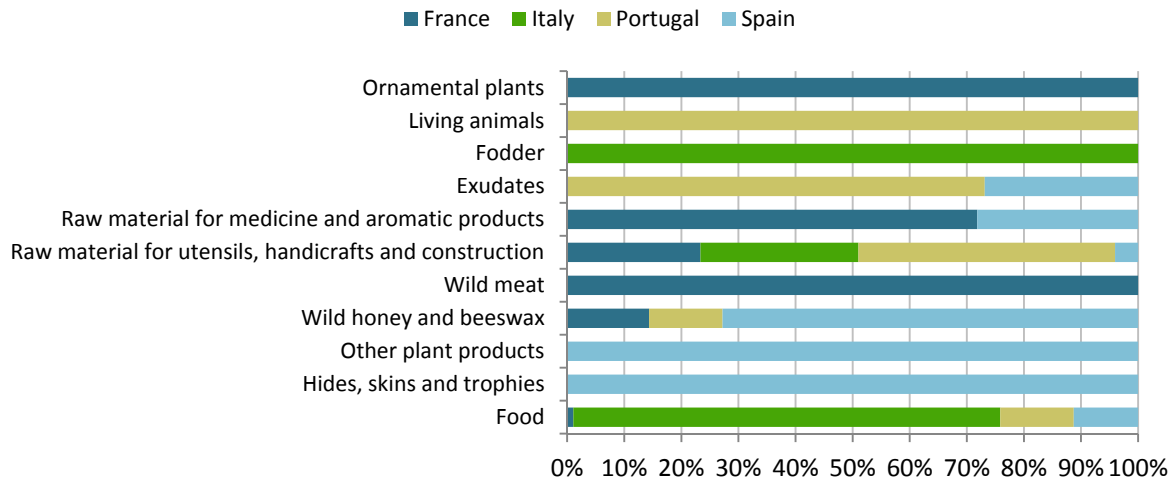 France Italy Portugal Spain
Ornamental plants
Living animals
Fodder
Exudates
Raw material for medicine and aromatic products
Raw material for utensils, handicrafts and construction
Wild meat
Wild honey and beeswax
Other plant products
Hides, skins and trophies
Food
0% 10% 20% 30% 40% 50% 60% 70% 80% 90% 100%